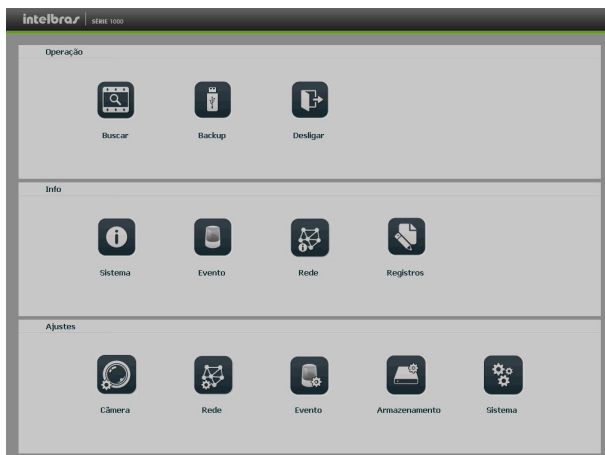 intelbras SÉRIE 1000
Operação
Buscar Backup Desligar
Info
Sistema Evento Rede Registros
Ajustes
Câmera Rede Evento Armazenamento Sistema